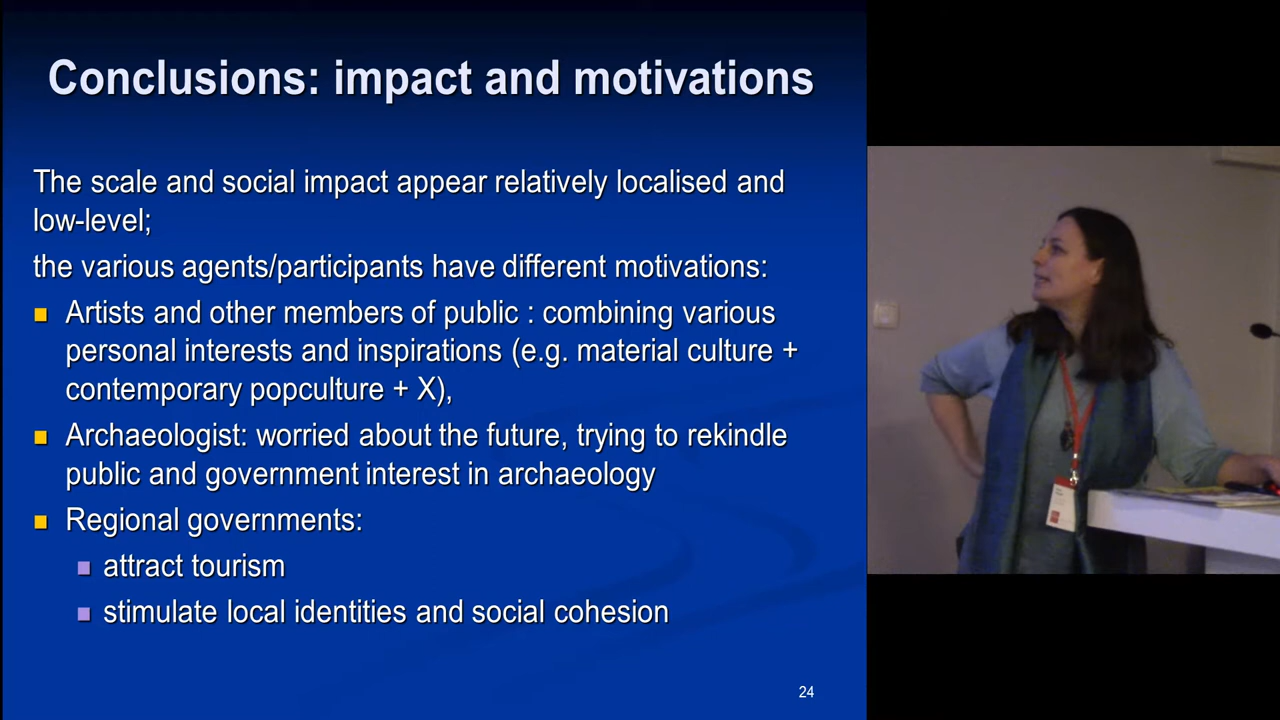 Conclusions: impact and motivations
The scale and social impact appear relatively localised and
low-level;
the various agents/participants have different motivations:
Artists and other members of public : combining various
personal interests and inspirations (e.g. material culture +
contemporary popculture + X),
Archaeologist: worried about the future, trying to rekindle
public and government interest in archaeology
Regional governments:
attract tourism
stimulate local identities and social cohesion
24